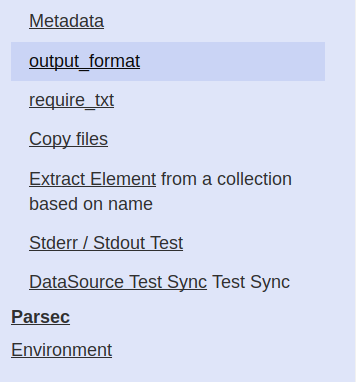 Metadata
output_format
require_txt
Copy files
Extract Element from a collection
based on name
Stderr / Stdout Test
DataSource Test Sync Test Sync
Parsec
Environment